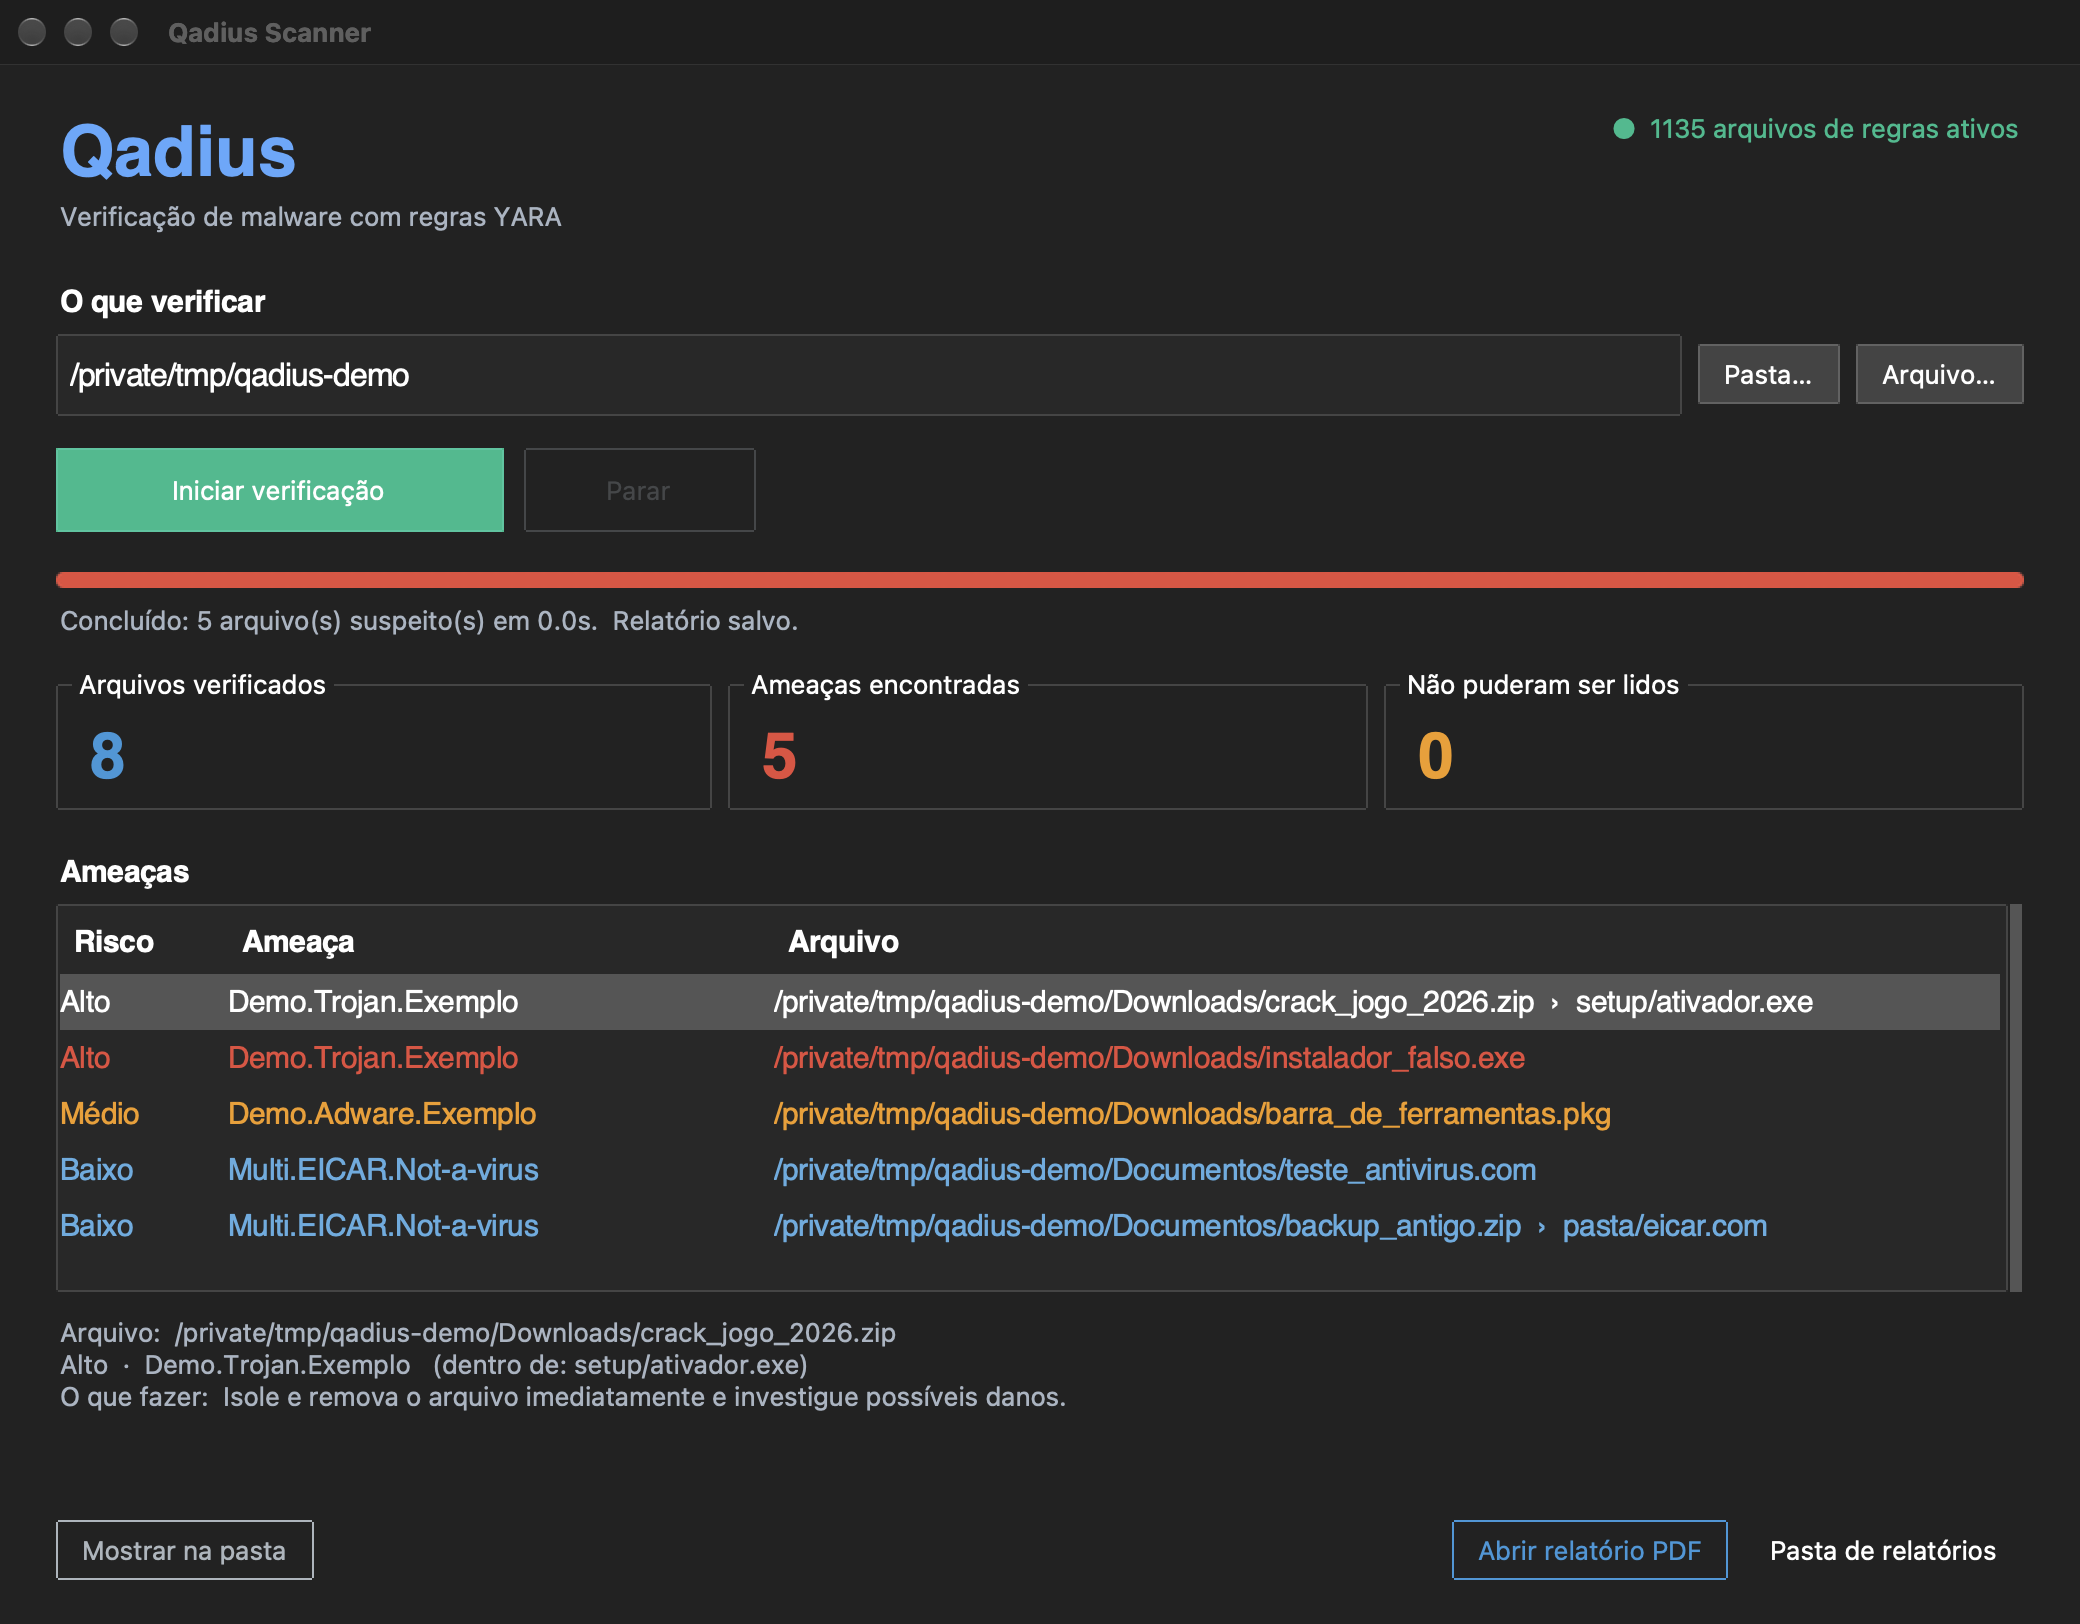 Qadius Scanner
Qadius
1135 arquivos de regras ativos
Verificação de malware com regras YARA
O que verificar
/private/tmp/qadius-demo
Pasta...
Arquivo...
Iniciar verificação
Parar
Concluído: 5 arquivo(s) suspeito(s) em 0.0s. Relatório salvo.
Arquivos verificados
8
Ameaças encontradas
5
Não puderam ser lidos
0
Ameaças
Risco Ameaça Arquivo
Alto Demo.Trojan.Exemplo /private/tmp/qadius-demo/Downloads/crack_jogo_2026.zip › setup/ativador.exe
Alto Demo.Trojan.Exemplo /private/tmp/qadius-demo/Downloads/instalador_falso.exe
Médio Demo.Adware.Exemplo /private/tmp/qadius-demo/Downloads/barra_de_ferramentas.pkg
Baixo Multi.EICAR.Not-a-virus /private/tmp/qadius-demo/Documentos/teste_antivirus.com
Baixo Multi.EICAR.Not-a-virus /private/tmp/qadius-demo/Documentos/backup_antigo.zip › pasta/eicar.com
Arquivo: /private/tmp/qadius-demo/Downloads/crack_jogo_2026.zip
Alto · Demo.Trojan.Exemplo (dentro de: setup/ativador.exe)
O que fazer: Isole e remova o arquivo imediatamente e investigue possíveis danos.
Mostrar na pasta
Abrir relatório PDF
Pasta de relatórios